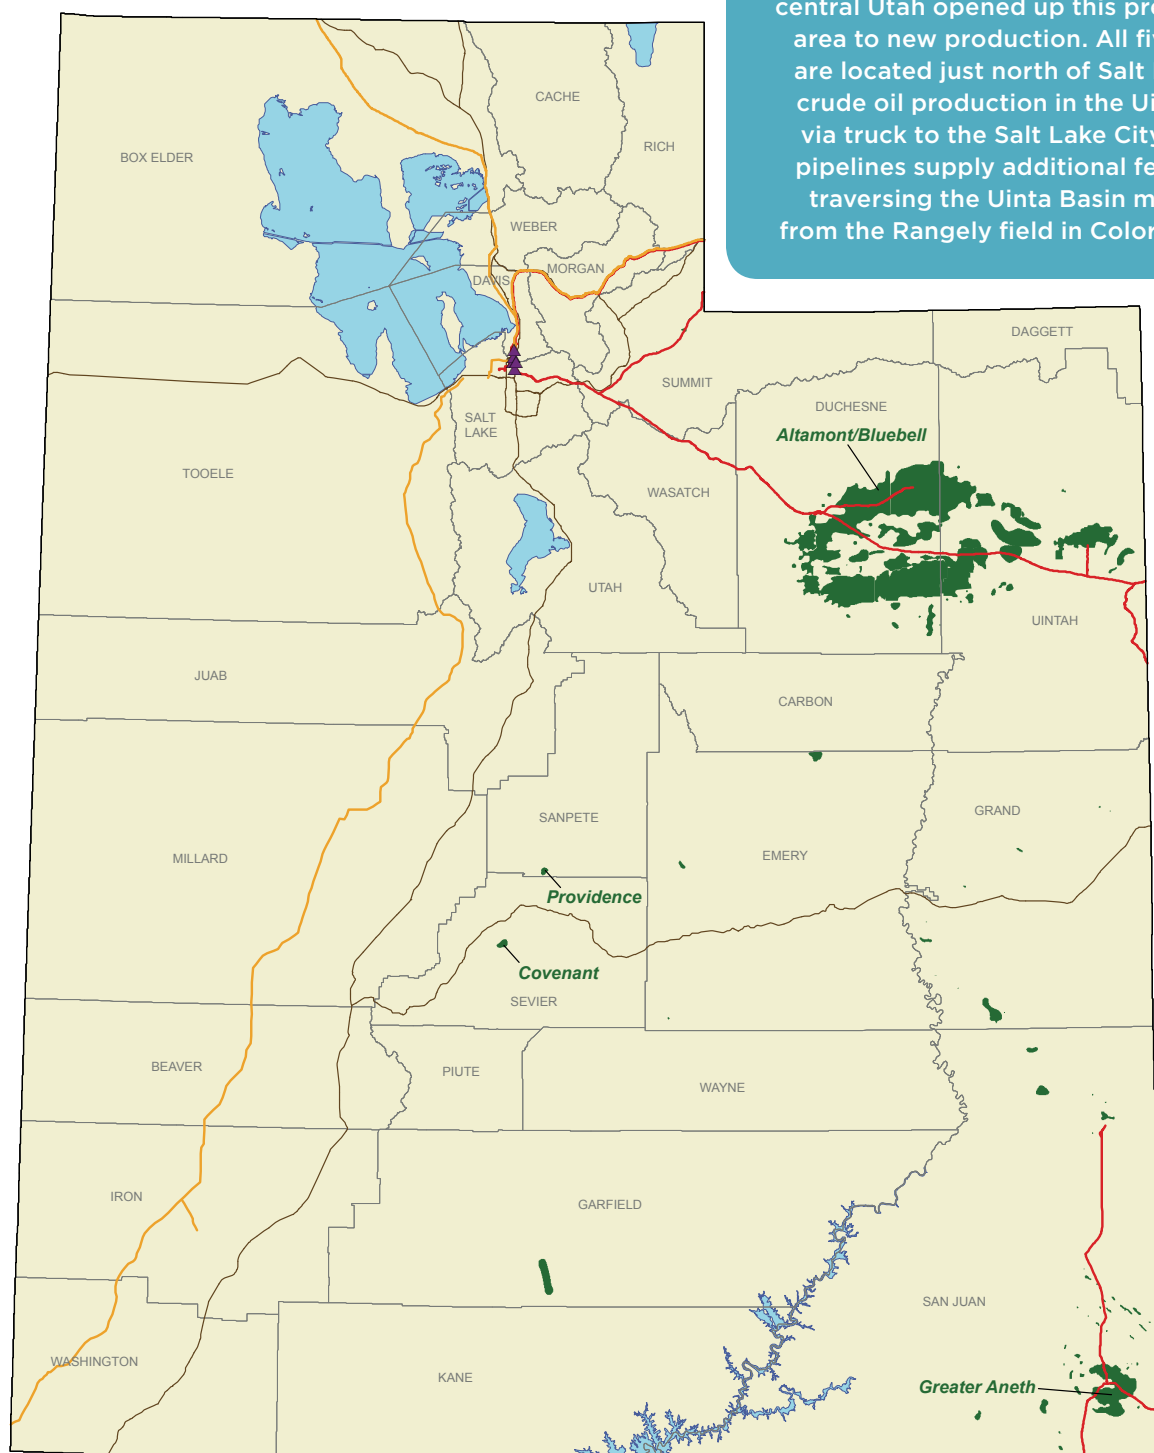 central Utah opened up this
area to new production. All
are located just north of Salt
crude oil production in the
via truck to the Salt Lake City
pipelines supply additional
traversing the Uinta Basin
from the Rangely field in
CACHE
BOX ELDER
RICH
WEBER
MORGAN
DAVIS
DAGGETT
SUMMIT
DUCHESNE
SALT
LAKE
Altamont/Bluebell
TOOELE
WASATCH
UTAH
UINTAH
JUAB
CARBON
SANPETE
GRAND
MILLARD
EMERY
Providence
Covenant
SEVIER
BEAVER
PIUTE
WAYNE
IRON
GARFIELD
SAN JUAN
WASHINGTON
KANE
Greater Aneth